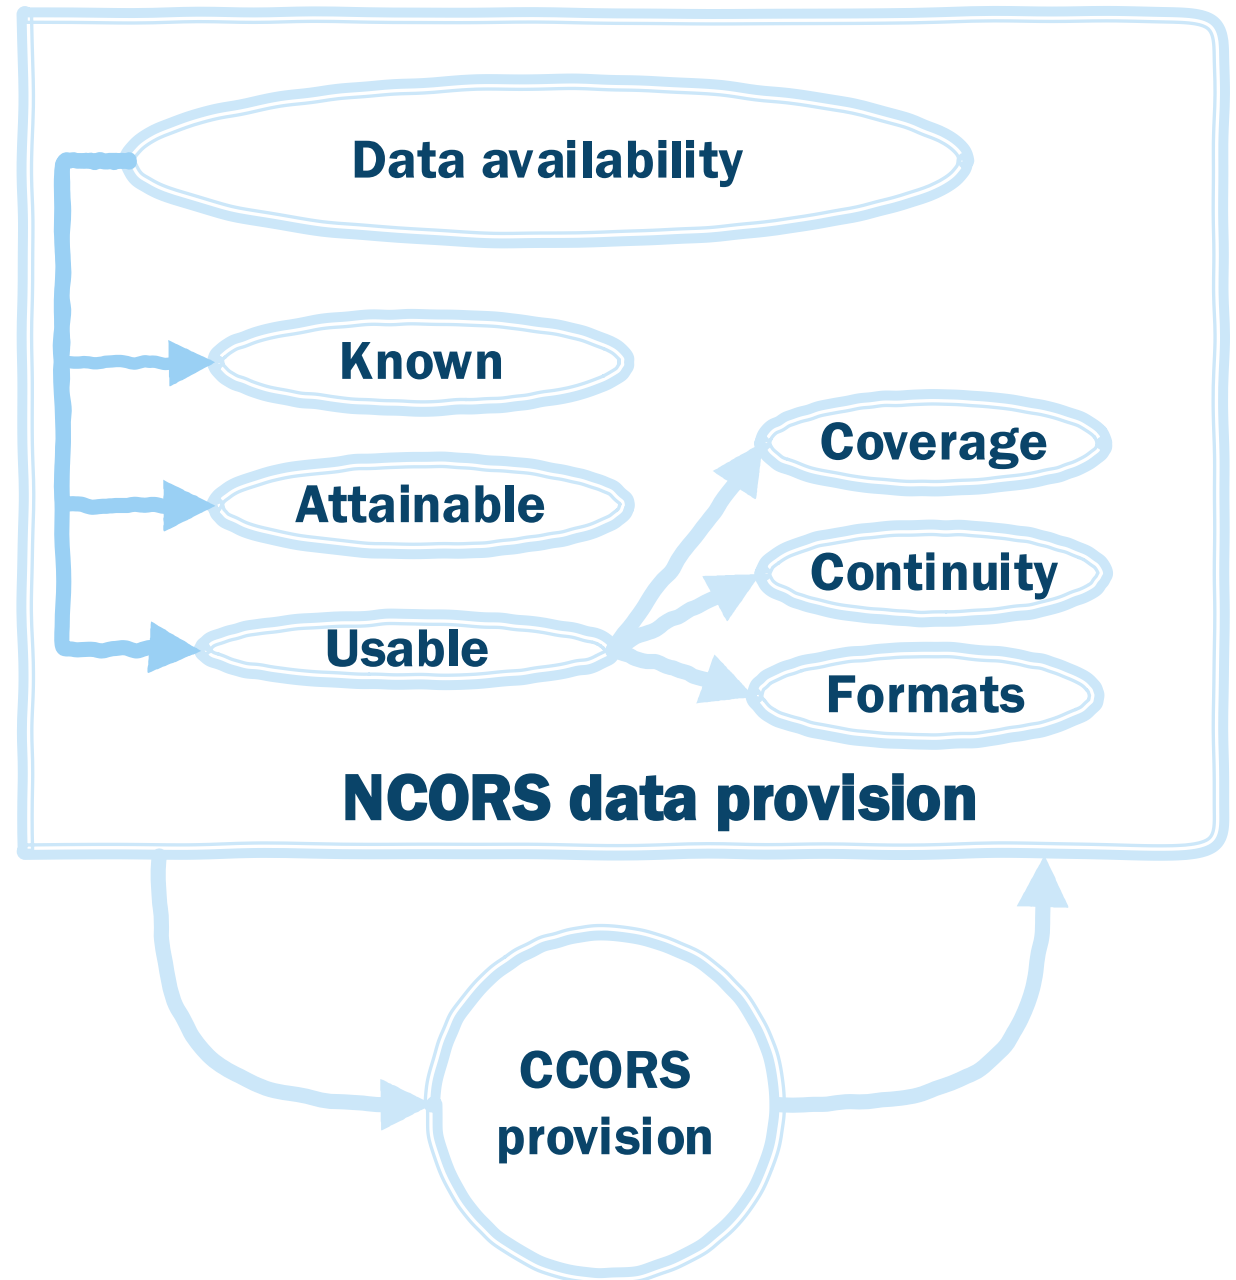 Data availability
Known
Attainable
Usable
Coverage
Continuity
Formats
NCORS data provision
CCORS
provision